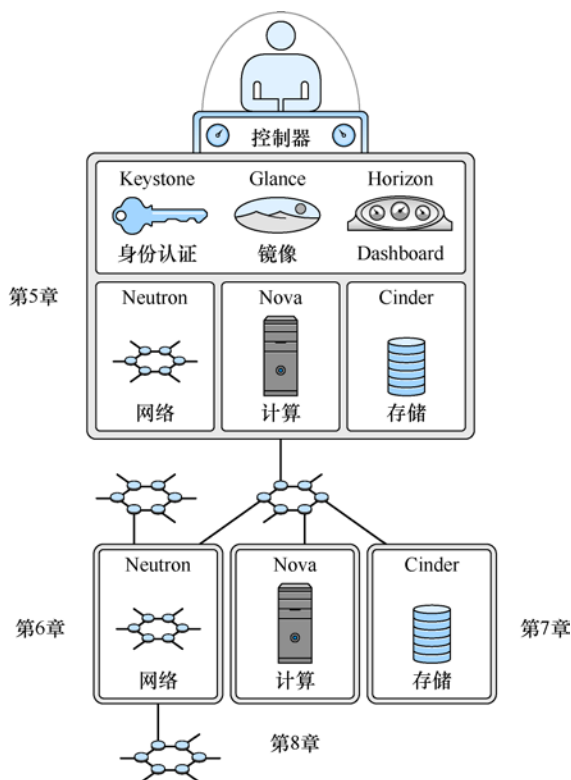 控制器
Keystone
Glance
Horizon
身份认证
镜像
Dashboard
第5章
Neutron
Nova
Cinder
网络
计算
存储
Neutron
Nova
Cinder
第6章
第7章
网络
计算
存储
第8章